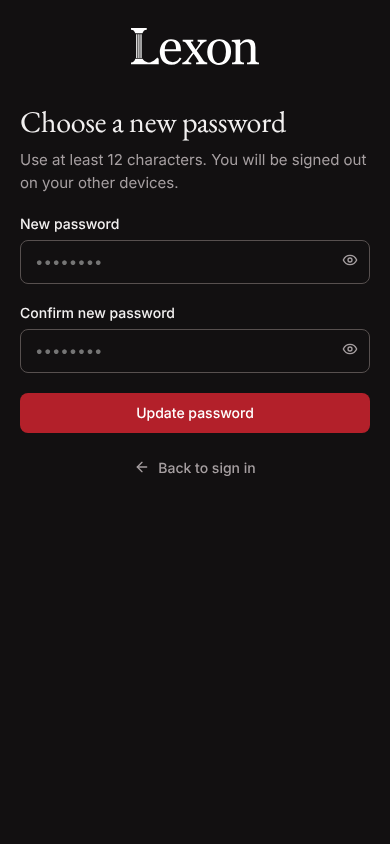 Lexon
Choose a new password
Use at least 12 characters. You will be signed out
on your other devices.
New password
••••••••
Confirm new password
••••••••
Update password
← Back to sign in